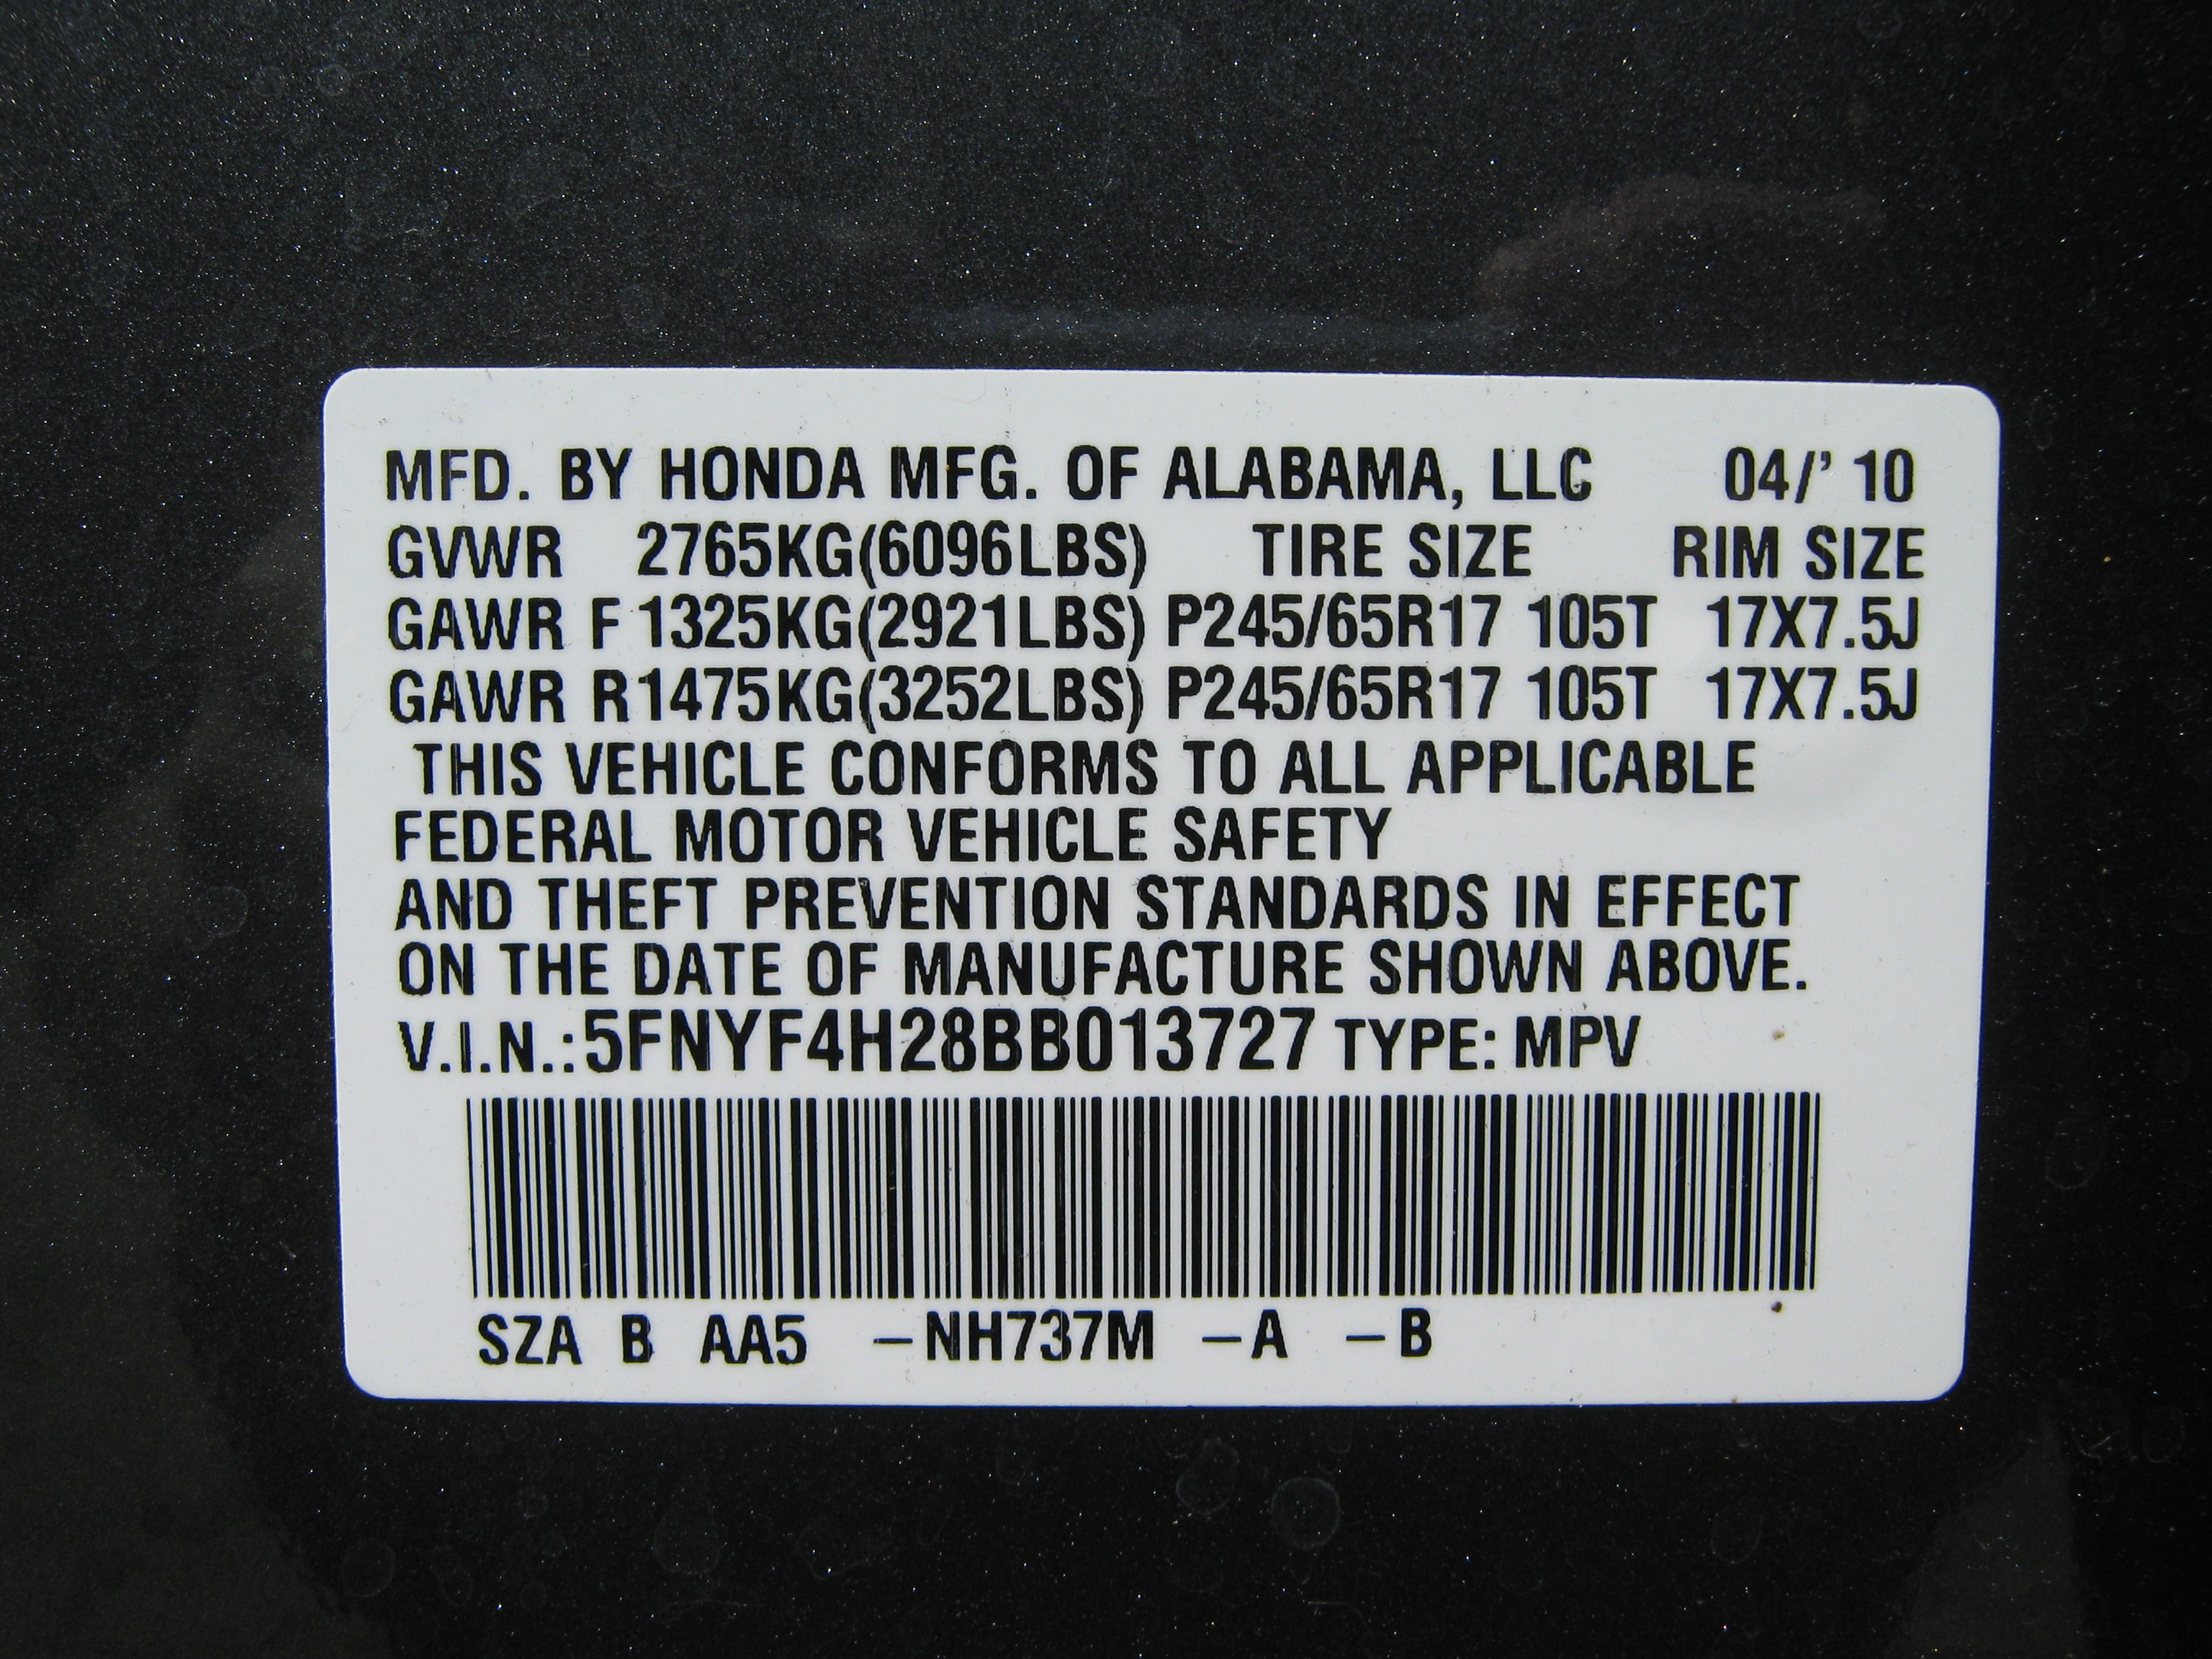 MFD. BY HONDA MFG. OF ALABAMA, LLC 04/' 10
GVWR 2765KG(6096LBS) TIRE SIZE RIM SIZE
GAWR F 1325KG(2921LBS) P245/65R17 105T 17X7.5J
GAWR R1475KG(3252LBS) P245/65R17 105T 17X7.5J
THIS VEHICLE CONFORMS TO ALL APPLICABLE
FEDERAL MOTOR VEHICLE SAFETY
AND THEFT PREVENTION STANDARDS IN EFFECT
ON THE DATE OF MANUFACTURE SHOWN ABOVE.
V.I.N.:5FNYF4H28BB013727 TYPE: MPV
SZA B AA5 –NH737M –A –B